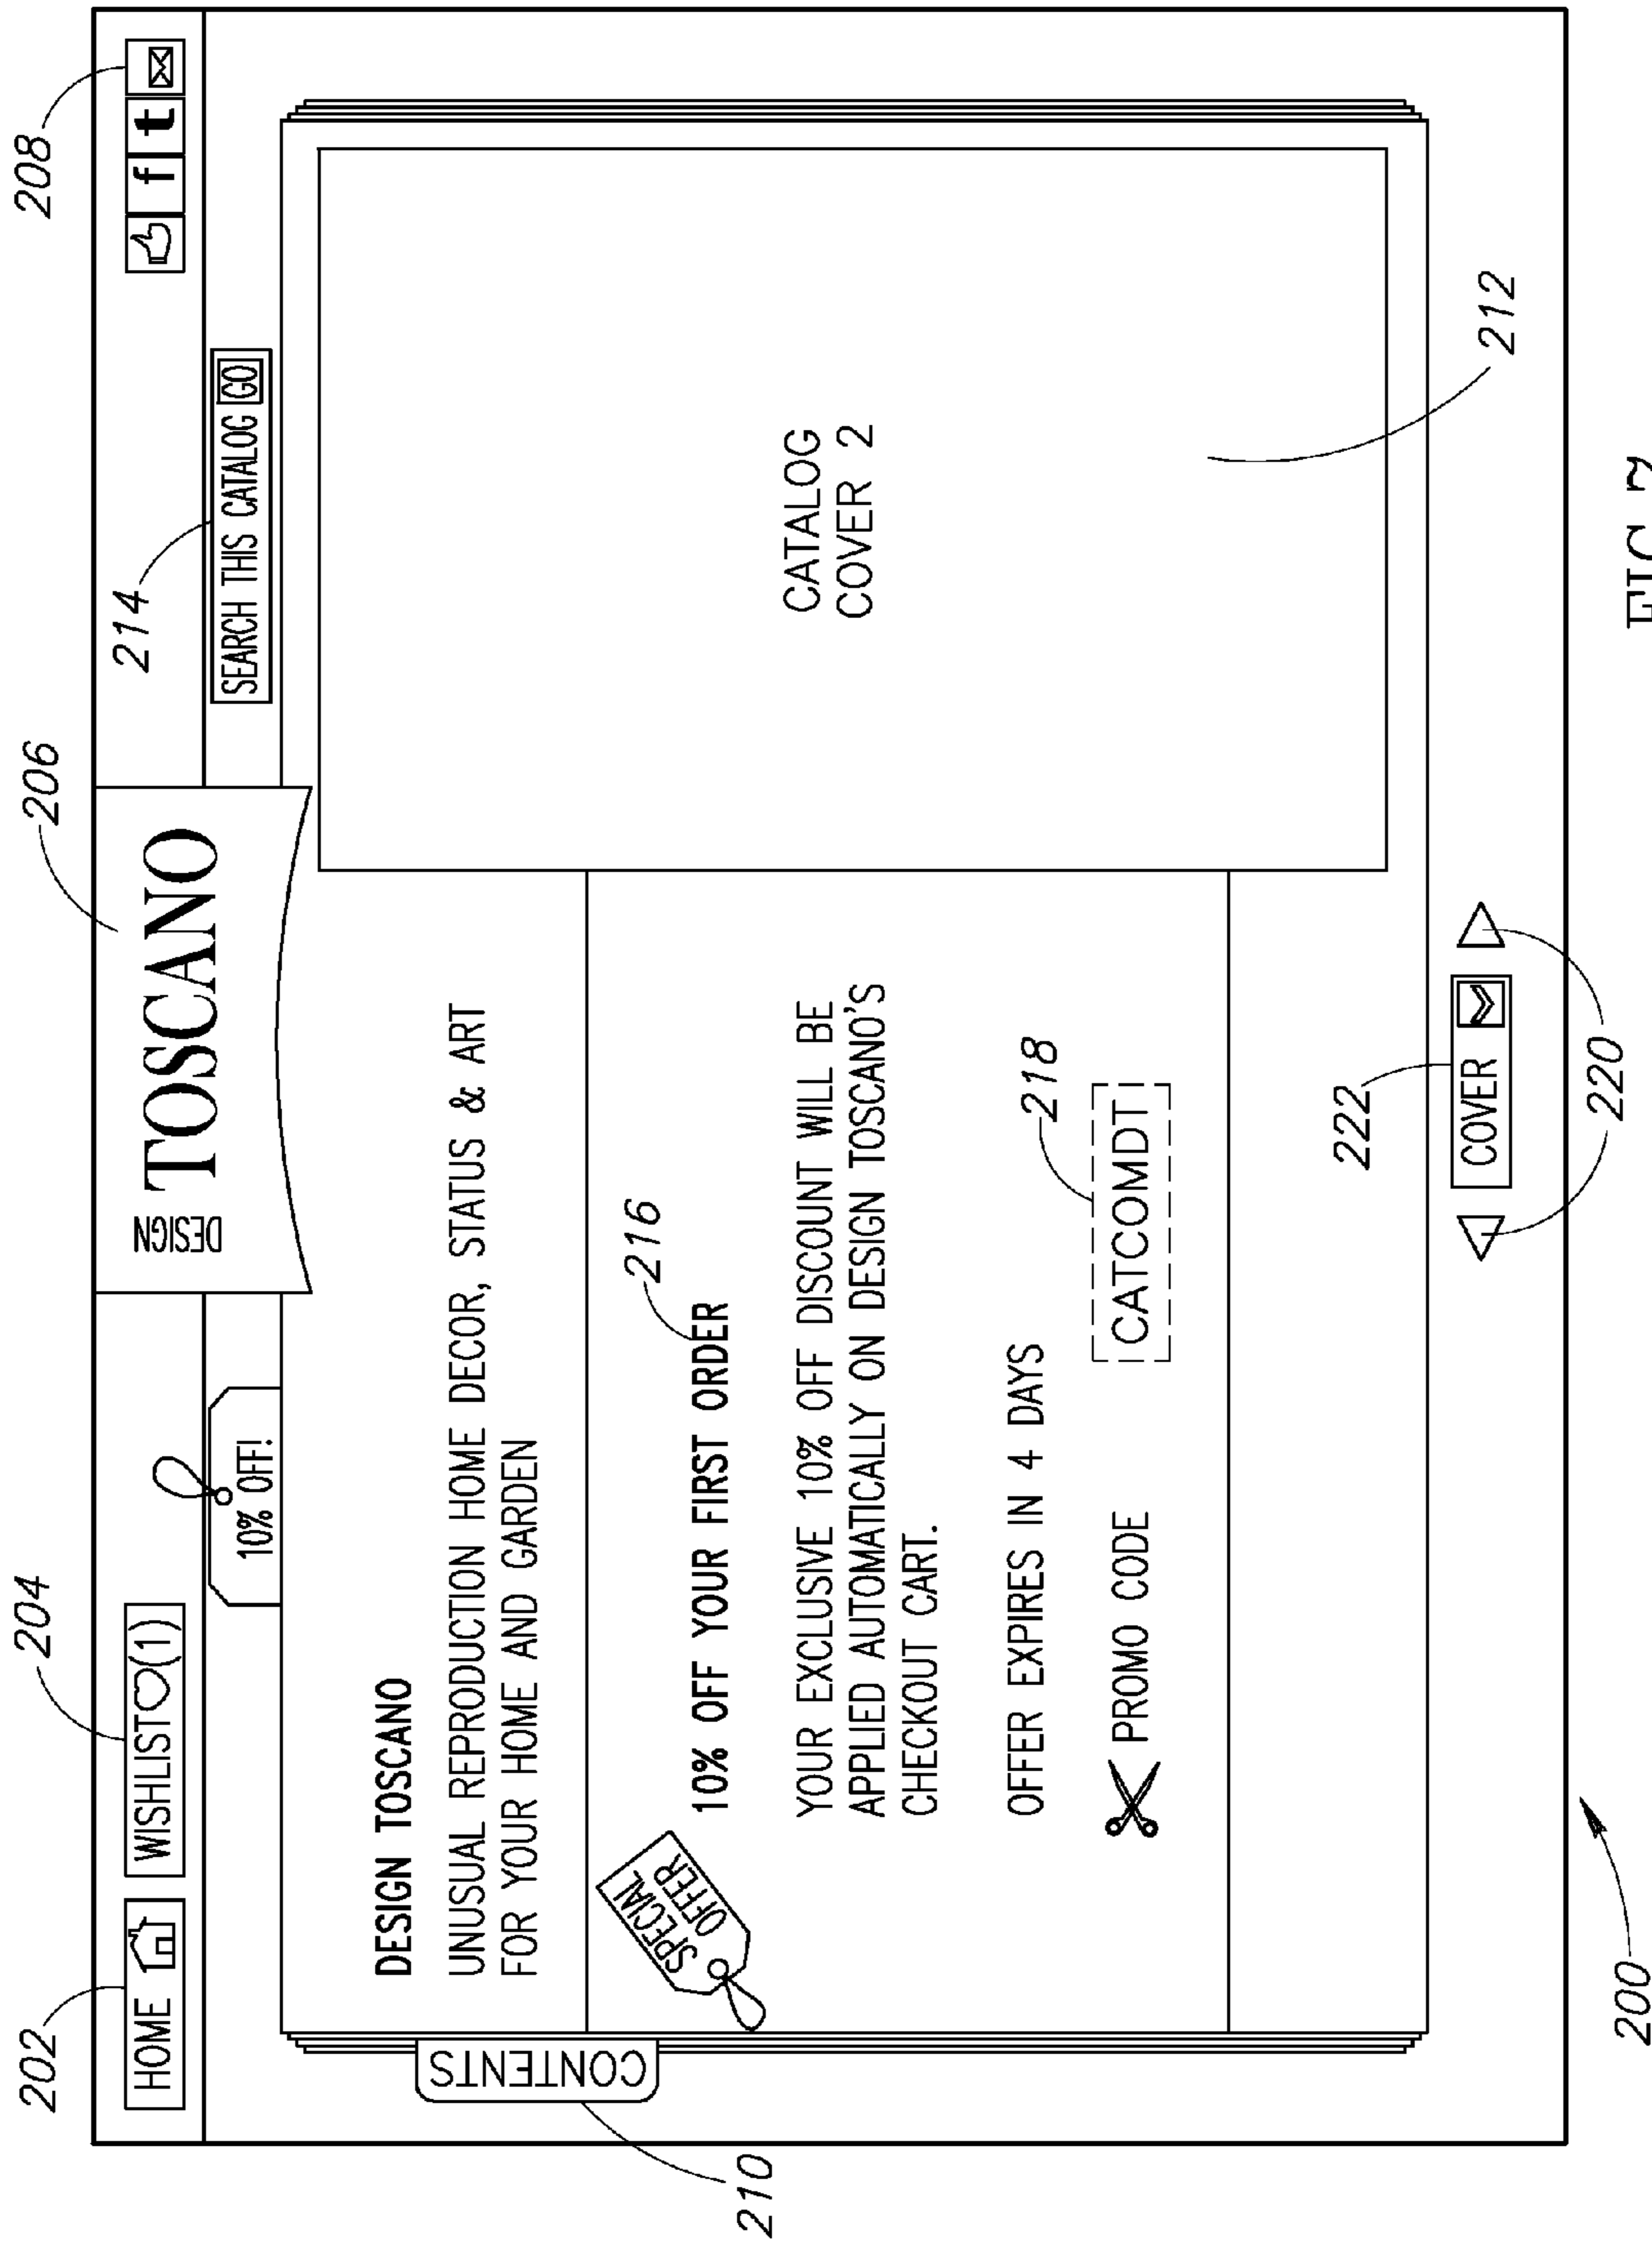 202
204
206
208
HOME
WISHLIST♡(1)
DESIGN
TOSCANO
f
t
214
10% OFF!
SEARCH THIS CATALOG GO
CONTENTS
210
DESIGN TOSCANO
UNUSUAL REPRODUCTION HOME DECOR, STATUS & ART
FOR YOUR HOME AND GARDEN
SPECIAL
OFFER
216
10% OFF YOUR FIRST ORDER
YOUR EXCLUSIVE 10% OFF DISCOUNT WILL BE
APPLIED AUTOMATICALLY ON DESIGN TOSCANO'S
CHECKOUT CART.
OFFER EXPIRES IN 4 DAYS
218
PROMO CODE
CATCOMDT
CATALOG
COVER 2
212
222
COVER
220
200